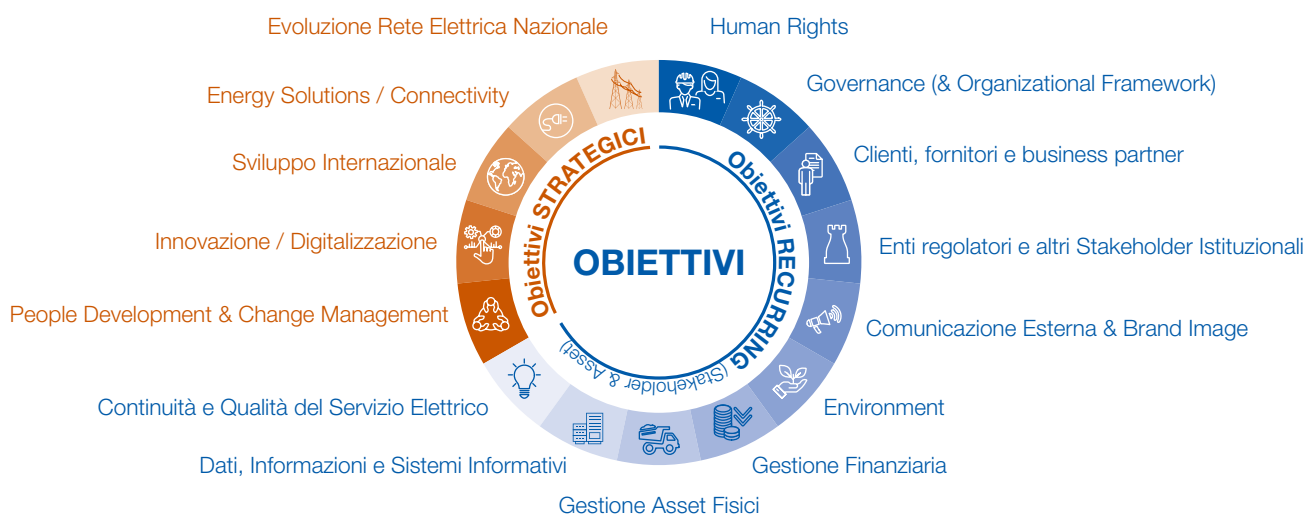 Evoluzione Rete Elettrica Nazionale
Human Rights
Energy Solutions / Connectivity
Governance (& Organizational Framework)
Sviluppo Internazionale
Clienti, fornitori e business partner
Innovazione / Digitalizzazione
Enti regolatori e altri Stakeholder Istituzionali
People Development & Change Management
Comunicazione Esterna & Brand Image
Continuità e Qualità del Servizio Elettrico
Environment
Dati, Informazioni e Sistemi Informativi
Gestione Finanziaria
Gestione Asset Fisici
Obiettivi STRATEGICI
Obiettivi RECURRING (Stakeholder & Asset)
OBIETTIVI